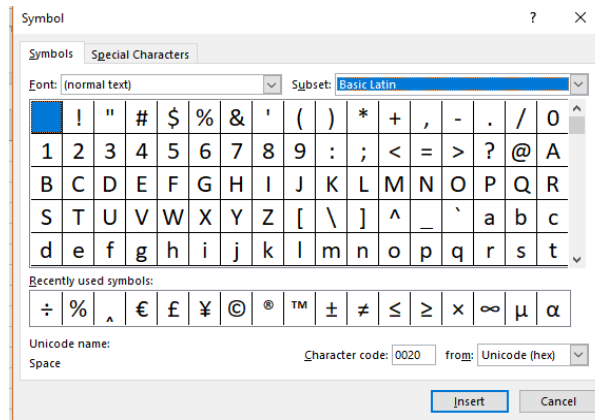 Symbol ? ×
Symbols Special Characters
Font: (normal text) Subset: Basic Latin
! " # $ % & ' ( ) * + , - . / 0
1 2 3 4 5 6 7 8 9 : ; < = > ? @ A
B C D E F G H I J K L M N O P Q R
S T U V W X Y Z [ \ ] ^ _ ` a b c
d e f g h i j k l m n o p q r s t
Recently used symbols:
÷ % ‸ € £ ¥ © ® ™ ± ≠ ≤ ≥ × ∞ µ α
Unicode name:
Space
Character code: 0020 from: Unicode (hex)
Insert Cancel